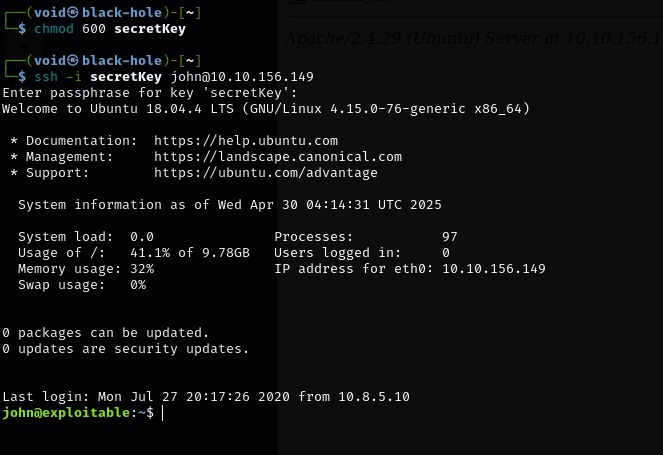 ┌──(void㉿black-hole)-[~]
└─$ chmod 600 secretKey
Apache/2.4.29 (Ubuntu) Server at 10.10.156.1
┌──(void㉿black-hole)-[~]
└─$ ssh -i secretKey john@10.10.156.149
Enter passphrase for key 'secretKey':
Welcome to Ubuntu 18.04.4 LTS (GNU/Linux 4.15.0-76-generic x86_64)
* Documentation:  https://help.ubuntu.com
* Management:     https://landscape.canonical.com
* Support:        https://ubuntu.com/advantage
System information as of Wed Apr 30 04:14:31 UTC 2025
System load:  0.0               Processes:           97
Usage of /:   41.1% of 9.78GB   Users logged in:     0
Memory usage: 32%               IP address for eth0: 10.10.156.149
Swap usage:   0%
0 packages can be updated.
0 updates are security updates.
Last login: Mon Jul 27 20:17:26 2020 from 10.8.5.10
john@exploitable:~$